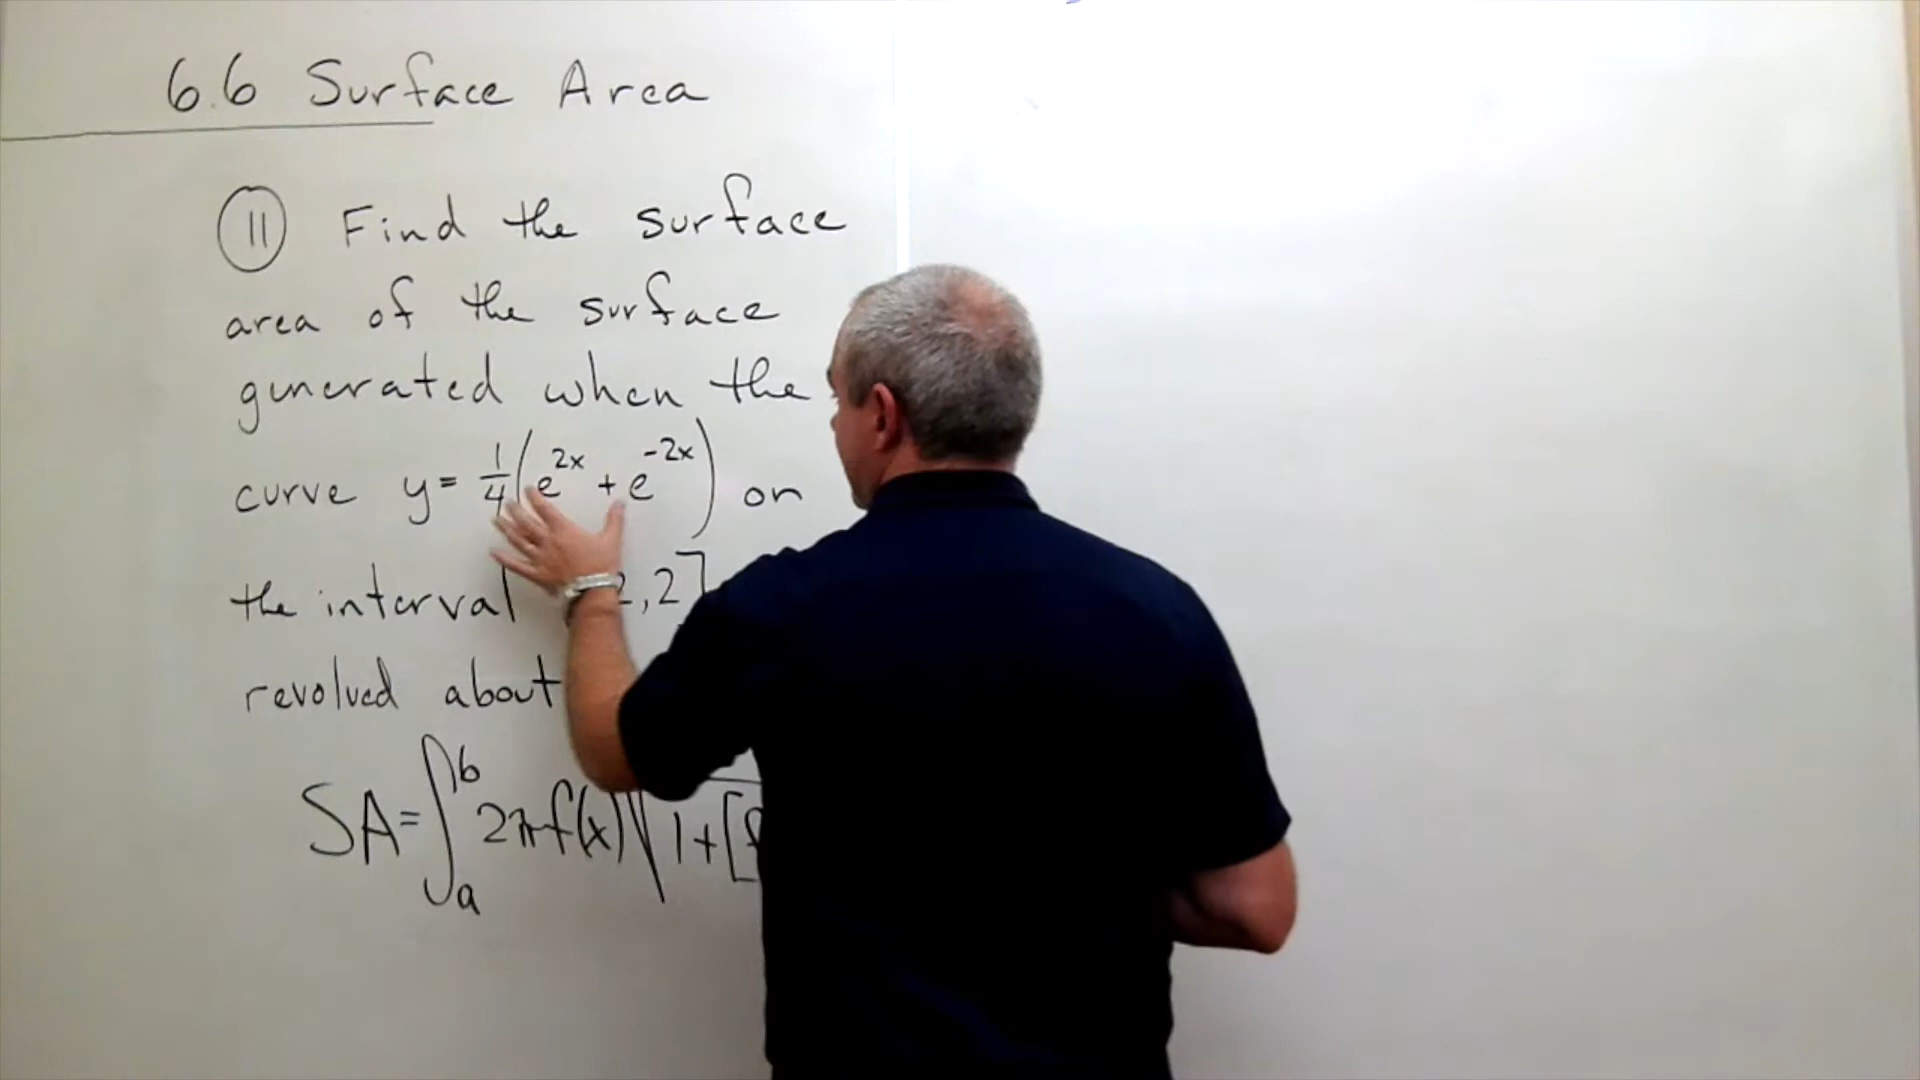 6.6 Surface Area
11 Find the surface
area of the surface
generated when the
curve y = 1/4(e^{2x} + e^{-2x}) on
the interval 2,2]
revolved about
SA = ∫_a^b 2πf(x)√1+[f